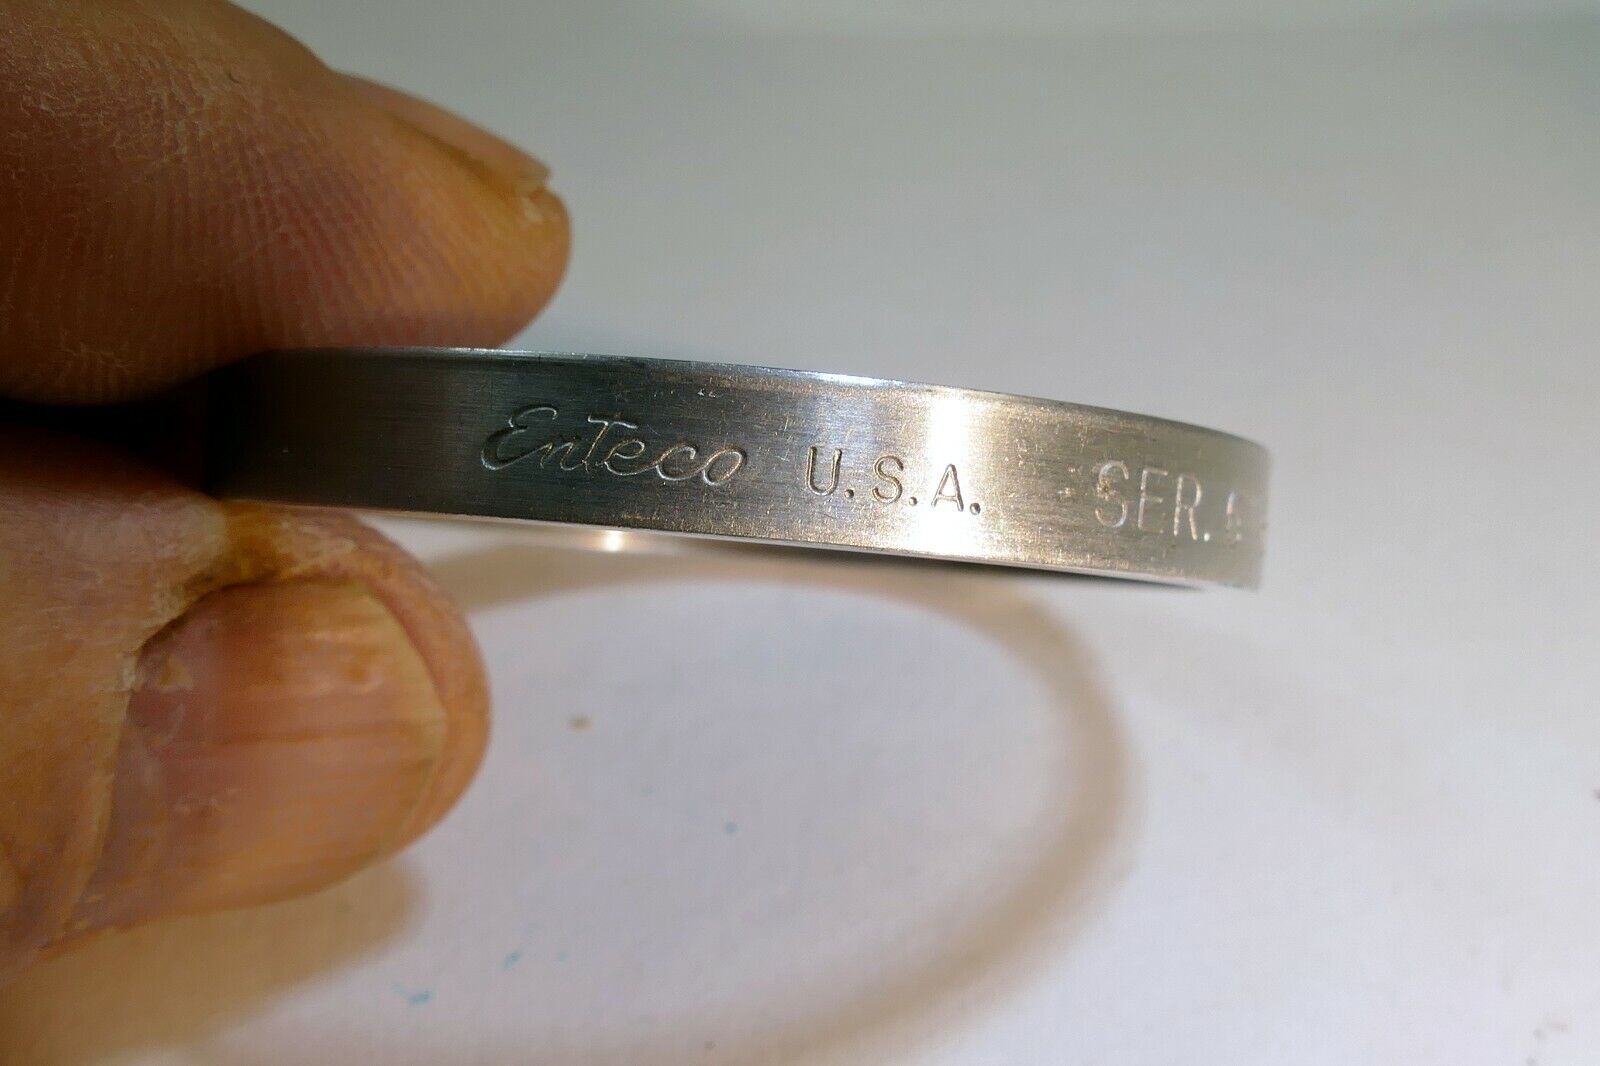 Enteco U.S.A. SER.